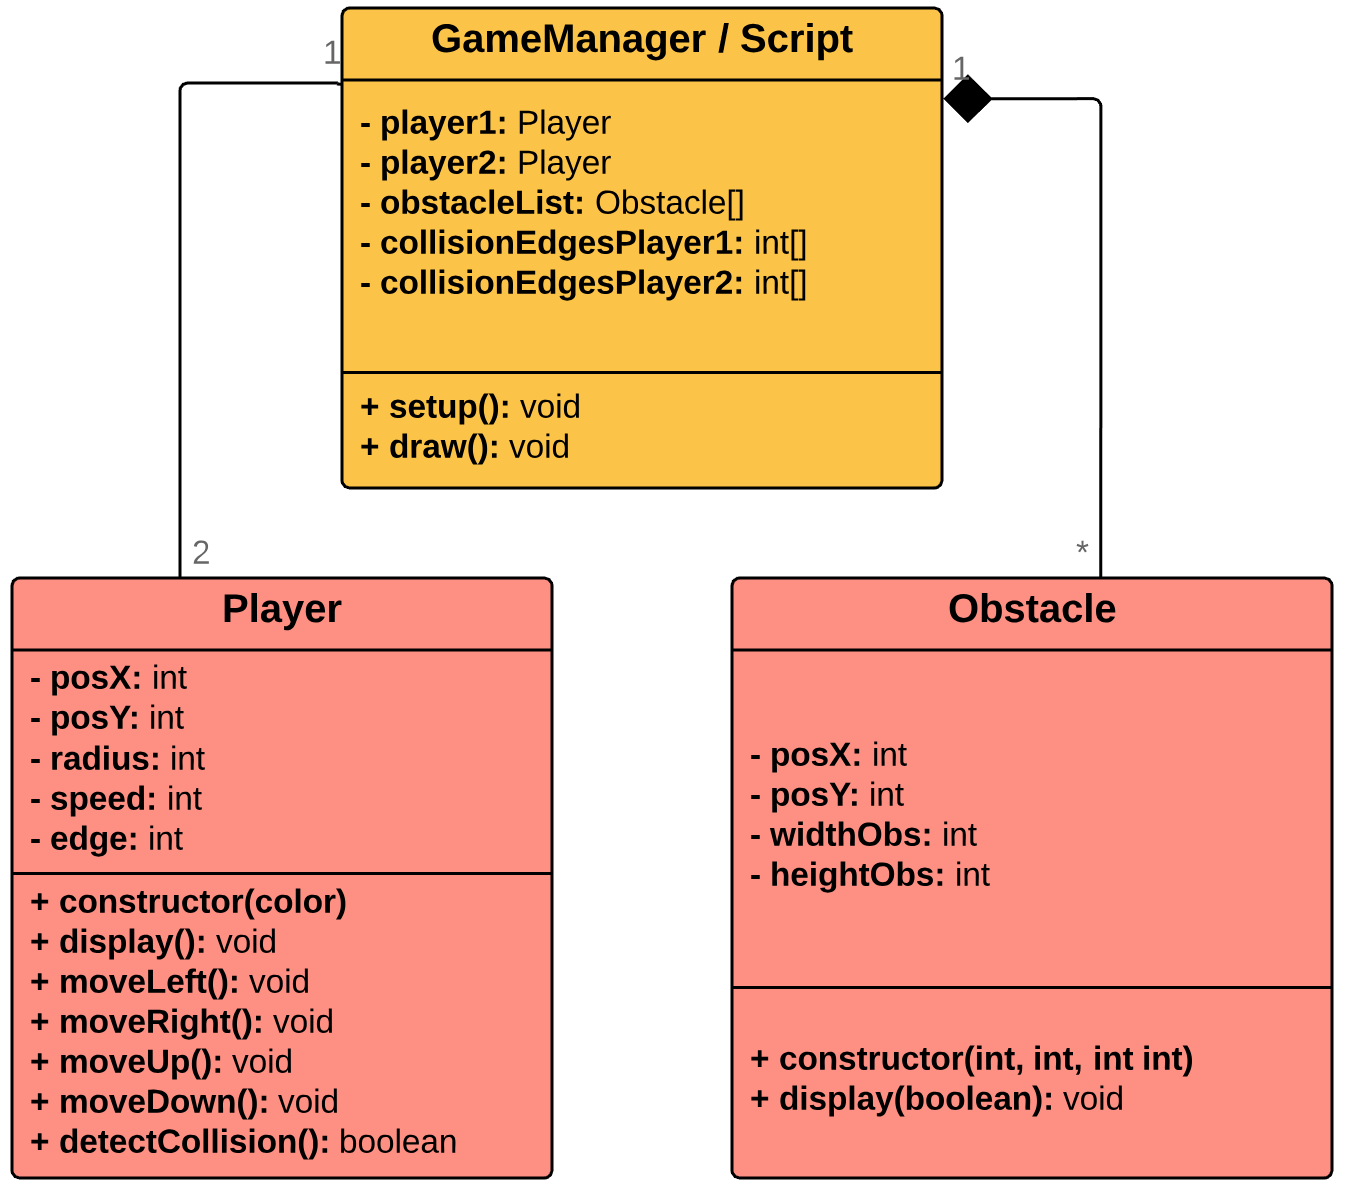 GameManager / Script
1
1
- player1: Player
- player2: Player
- obstacleList: Obstacle[]
- collisionEdgesPlayer1: int[]
- collisionEdgesPlayer2: int[]
+ setup(): void
+ draw(): void
2
*
Player
- posX: int
- posY: int
- radius: int
- speed: int
- edge: int
+ constructor(color)
+ display(): void
+ moveLeft(): void
+ moveRight(): void
+ moveUp(): void
+ moveDown(): void
+ detectCollision(): boolean
Obstacle
- posX: int
- posY: int
- widthObs: int
- heightObs: int
+ constructor(int, int, int int)
+ display(boolean): void